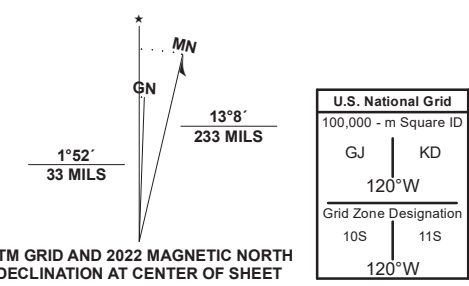 ★
MN
GN
13°8´
233 MILS
1°52´
33 MILS
TM GRID AND 2022 MAGNETIC NORTH
DECLINATION AT CENTER OF SHEET
U.S. National Grid
100,000 - m Square ID
GJ KD
120°W
Grid Zone Designation
10S 11S
120°W